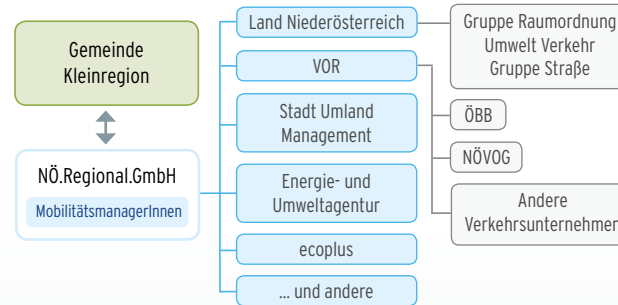 Gemeinde
Kleinregion
NÖ.Regional.GmbH
MobilitätsmanagerInnen
Land Niederösterreich
VOR
Stadt Umland
Management
Energie- und
Umweltagentur
ecoplus
... und andere
Gruppe Raumordnung
Umwelt Verkehr
Gruppe Straße
ÖBB
NÖVOG
Andere
Verkehrsunternehmen